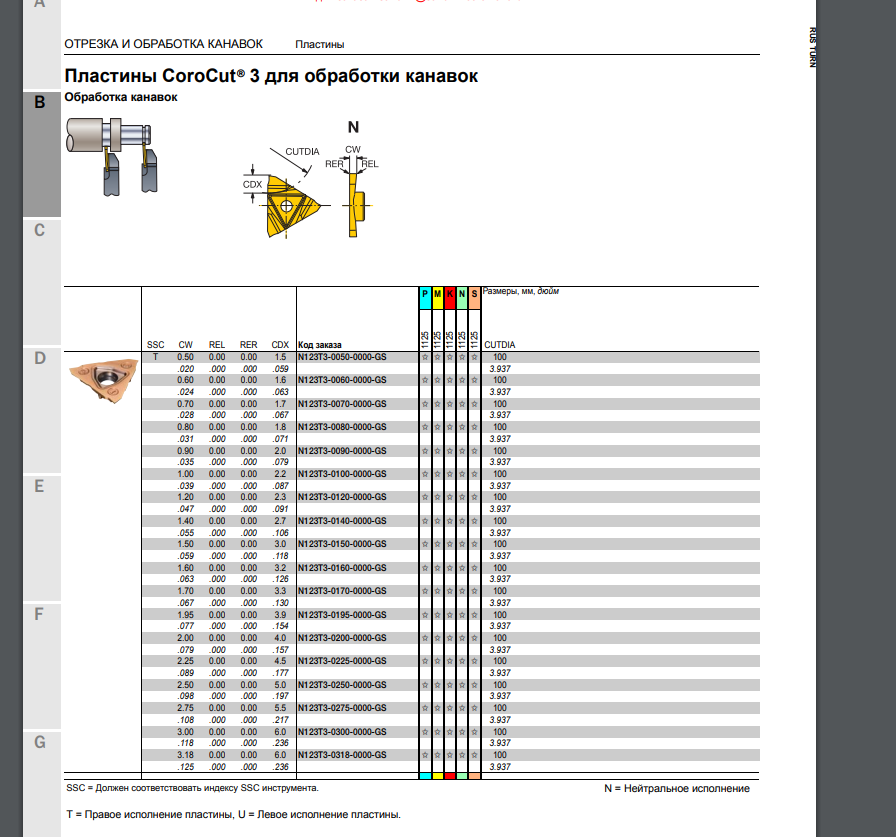 A
ОТРЕЗКА И ОБРАБОТКА КАНАВОК Пластины
RUS TURN
Пластины CoroCut® 3 для обработки канавок
B
Обработка канавок
N
CUTDIA
CW
RER
REL
CDX
C
P M K N S Размеры, мм, дюйм
SSC CW REL RER CDX Код заказа 1125 1125 1125 1125 1125 CUTDIA
D
T 0.50 0.00 0.00 1.5 N123T3-0050-0000-GS ☆ ☆ ☆ ☆ ☆ 100
.020 .000 .000 .059 3.937
0.60 0.00 0.00 1.6 N123T3-0060-0000-GS ☆ ☆ ☆ ☆ ☆ 100
.024 .000 .000 .063 3.937
0.70 0.00 0.00 1.7 N123T3-0070-0000-GS ☆ ☆ ☆ ☆ ☆ 100
.028 .000 .000 .067 3.937
0.80 0.00 0.00 1.8 N123T3-0080-0000-GS ☆ ☆ ☆ ☆ ☆ 100
.031 .000 .000 .071 3.937
0.90 0.00 0.00 2.0 N123T3-0090-0000-GS ☆ ☆ ☆ ☆ ☆ 100
.035 .000 .000 .079 3.937
1.00 0.00 0.00 2.2 N123T3-0100-0000-GS ☆ ☆ ☆ ☆ ☆ 100
E
.039 .000 .000 .087 3.937
1.20 0.00 0.00 2.3 N123T3-0120-0000-GS ☆ ☆ ☆ ☆ ☆ 100
.047 .000 .000 .091 3.937
1.40 0.00 0.00 2.7 N123T3-0140-0000-GS ☆ ☆ ☆ ☆ ☆ 100
.055 .000 .000 .106 3.937
1.50 0.00 0.00 3.0 N123T3-0150-0000-GS ☆ ☆ ☆ ☆ ☆ 100
.059 .000 .000 .118 3.937
1.60 0.00 0.00 3.2 N123T3-0160-0000-GS ☆ ☆ ☆ ☆ ☆ 100
.063 .000 .000 .126 3.937
1.70 0.00 0.00 3.3 N123T3-0170-0000-GS ☆ ☆ ☆ ☆ ☆ 100
.067 .000 .000 .130 3.937
F
1.95 0.00 0.00 3.9 N123T3-0195-0000-GS ☆ ☆ ☆ ☆ ☆ 100
.077 .000 .000 .154 3.937
2.00 0.00 0.00 4.0 N123T3-0200-0000-GS ☆ ☆ ☆ ☆ ☆ 100
.079 .000 .000 .157 3.937
2.25 0.00 0.00 4.5 N123T3-0225-0000-GS ☆ ☆ ☆ ☆ ☆ 100
.089 .000 .000 .177 3.937
2.50 0.00 0.00 5.0 N123T3-0250-0000-GS ☆ ☆ ☆ ☆ ☆ 100
.098 .000 .000 .197 3.937
2.75 0.00 0.00 5.5 N123T3-0275-0000-GS ☆ ☆ ☆ ☆ ☆ 100
.108 .000 .000 .217 3.937
3.00 0.00 0.00 6.0 N123T3-0300-0000-GS ☆ ☆ ☆ ☆ ☆ 100
G
.118 .000 .000 .236 3.937
3.18 0.00 0.00 6.0 N123T3-0318-0000-GS ☆ ☆ ☆ ☆ ☆ 100
.125 .000 .000 .236 3.937
SSC = Должен соответствовать индексу SSC инструмента. N = Нейтральное исполнение
T = Правое исполнение пластины, U = Левое исполнение пластины.